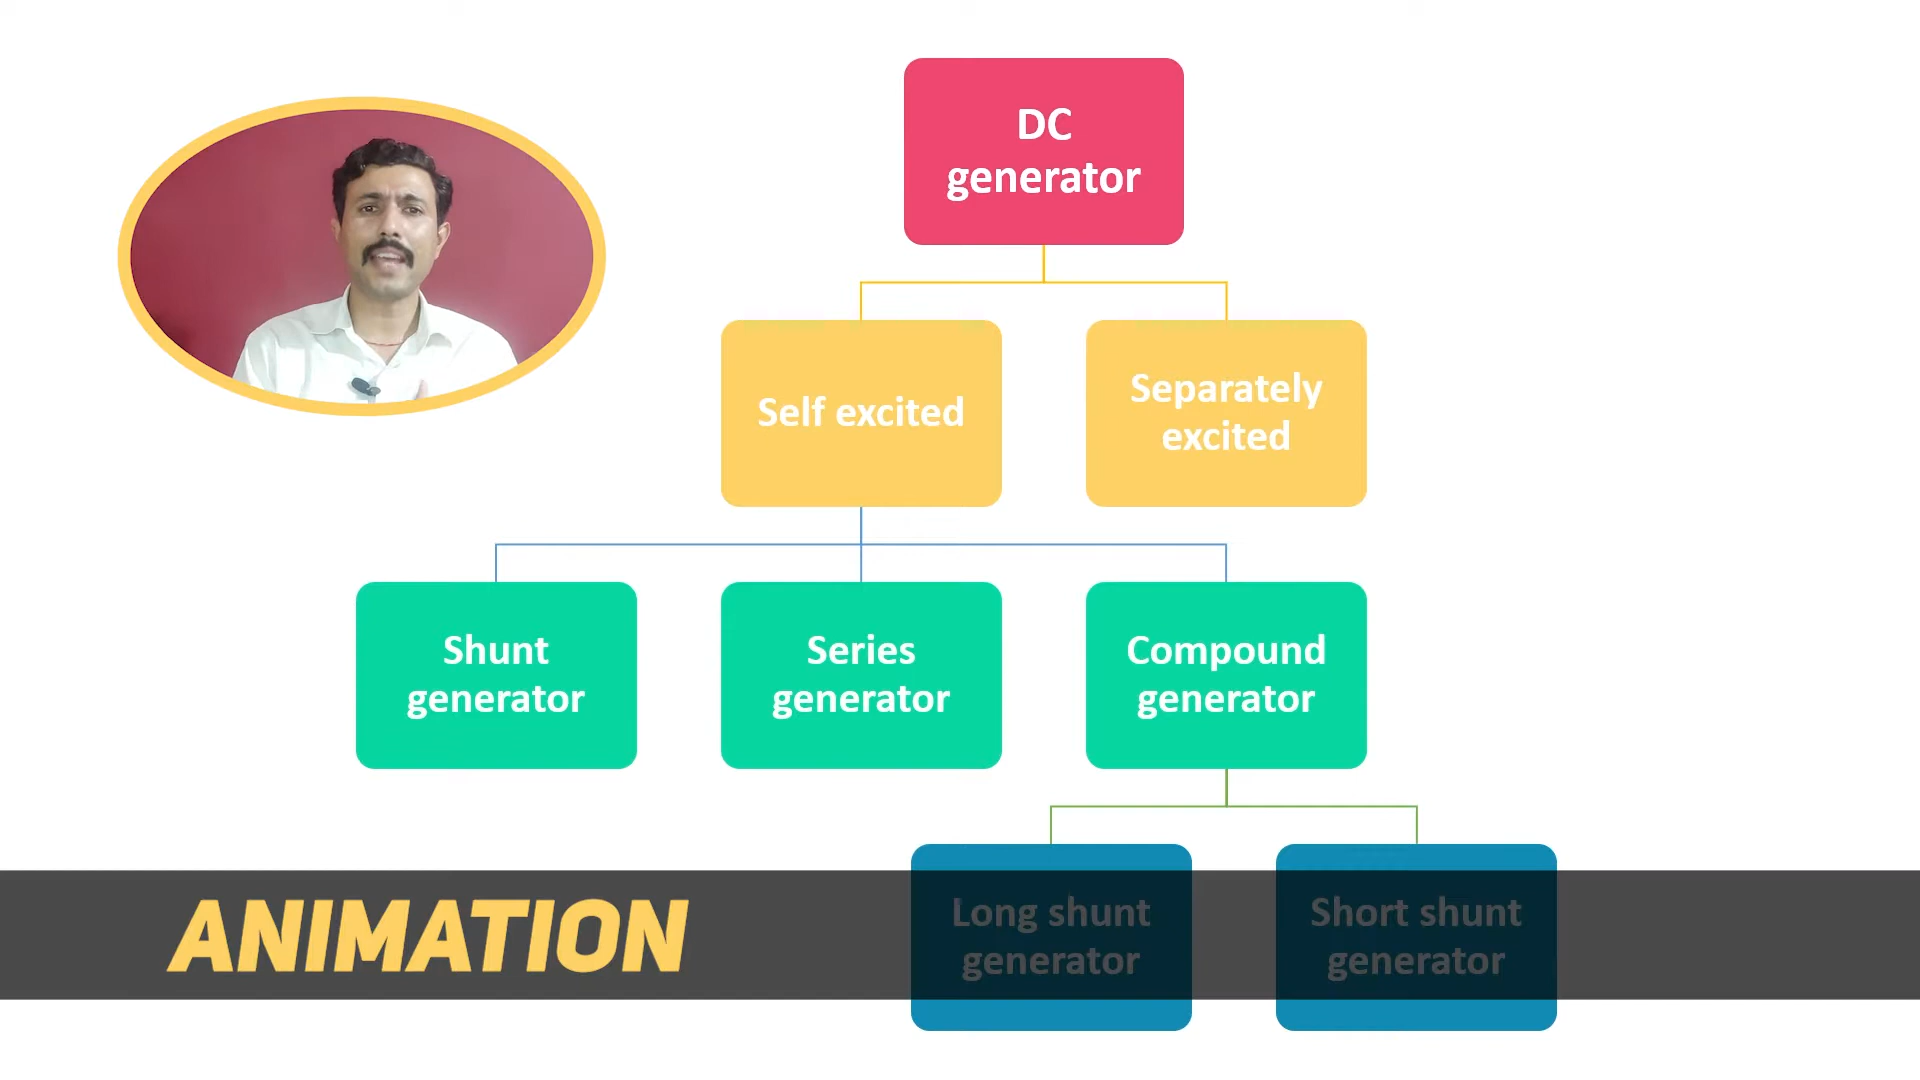 DC
generator
Self excited
Separately
excited
Shunt
generator
Series
generator
Compound
generator
Long shunt
generator
Short shunt
generator
ANIMATION